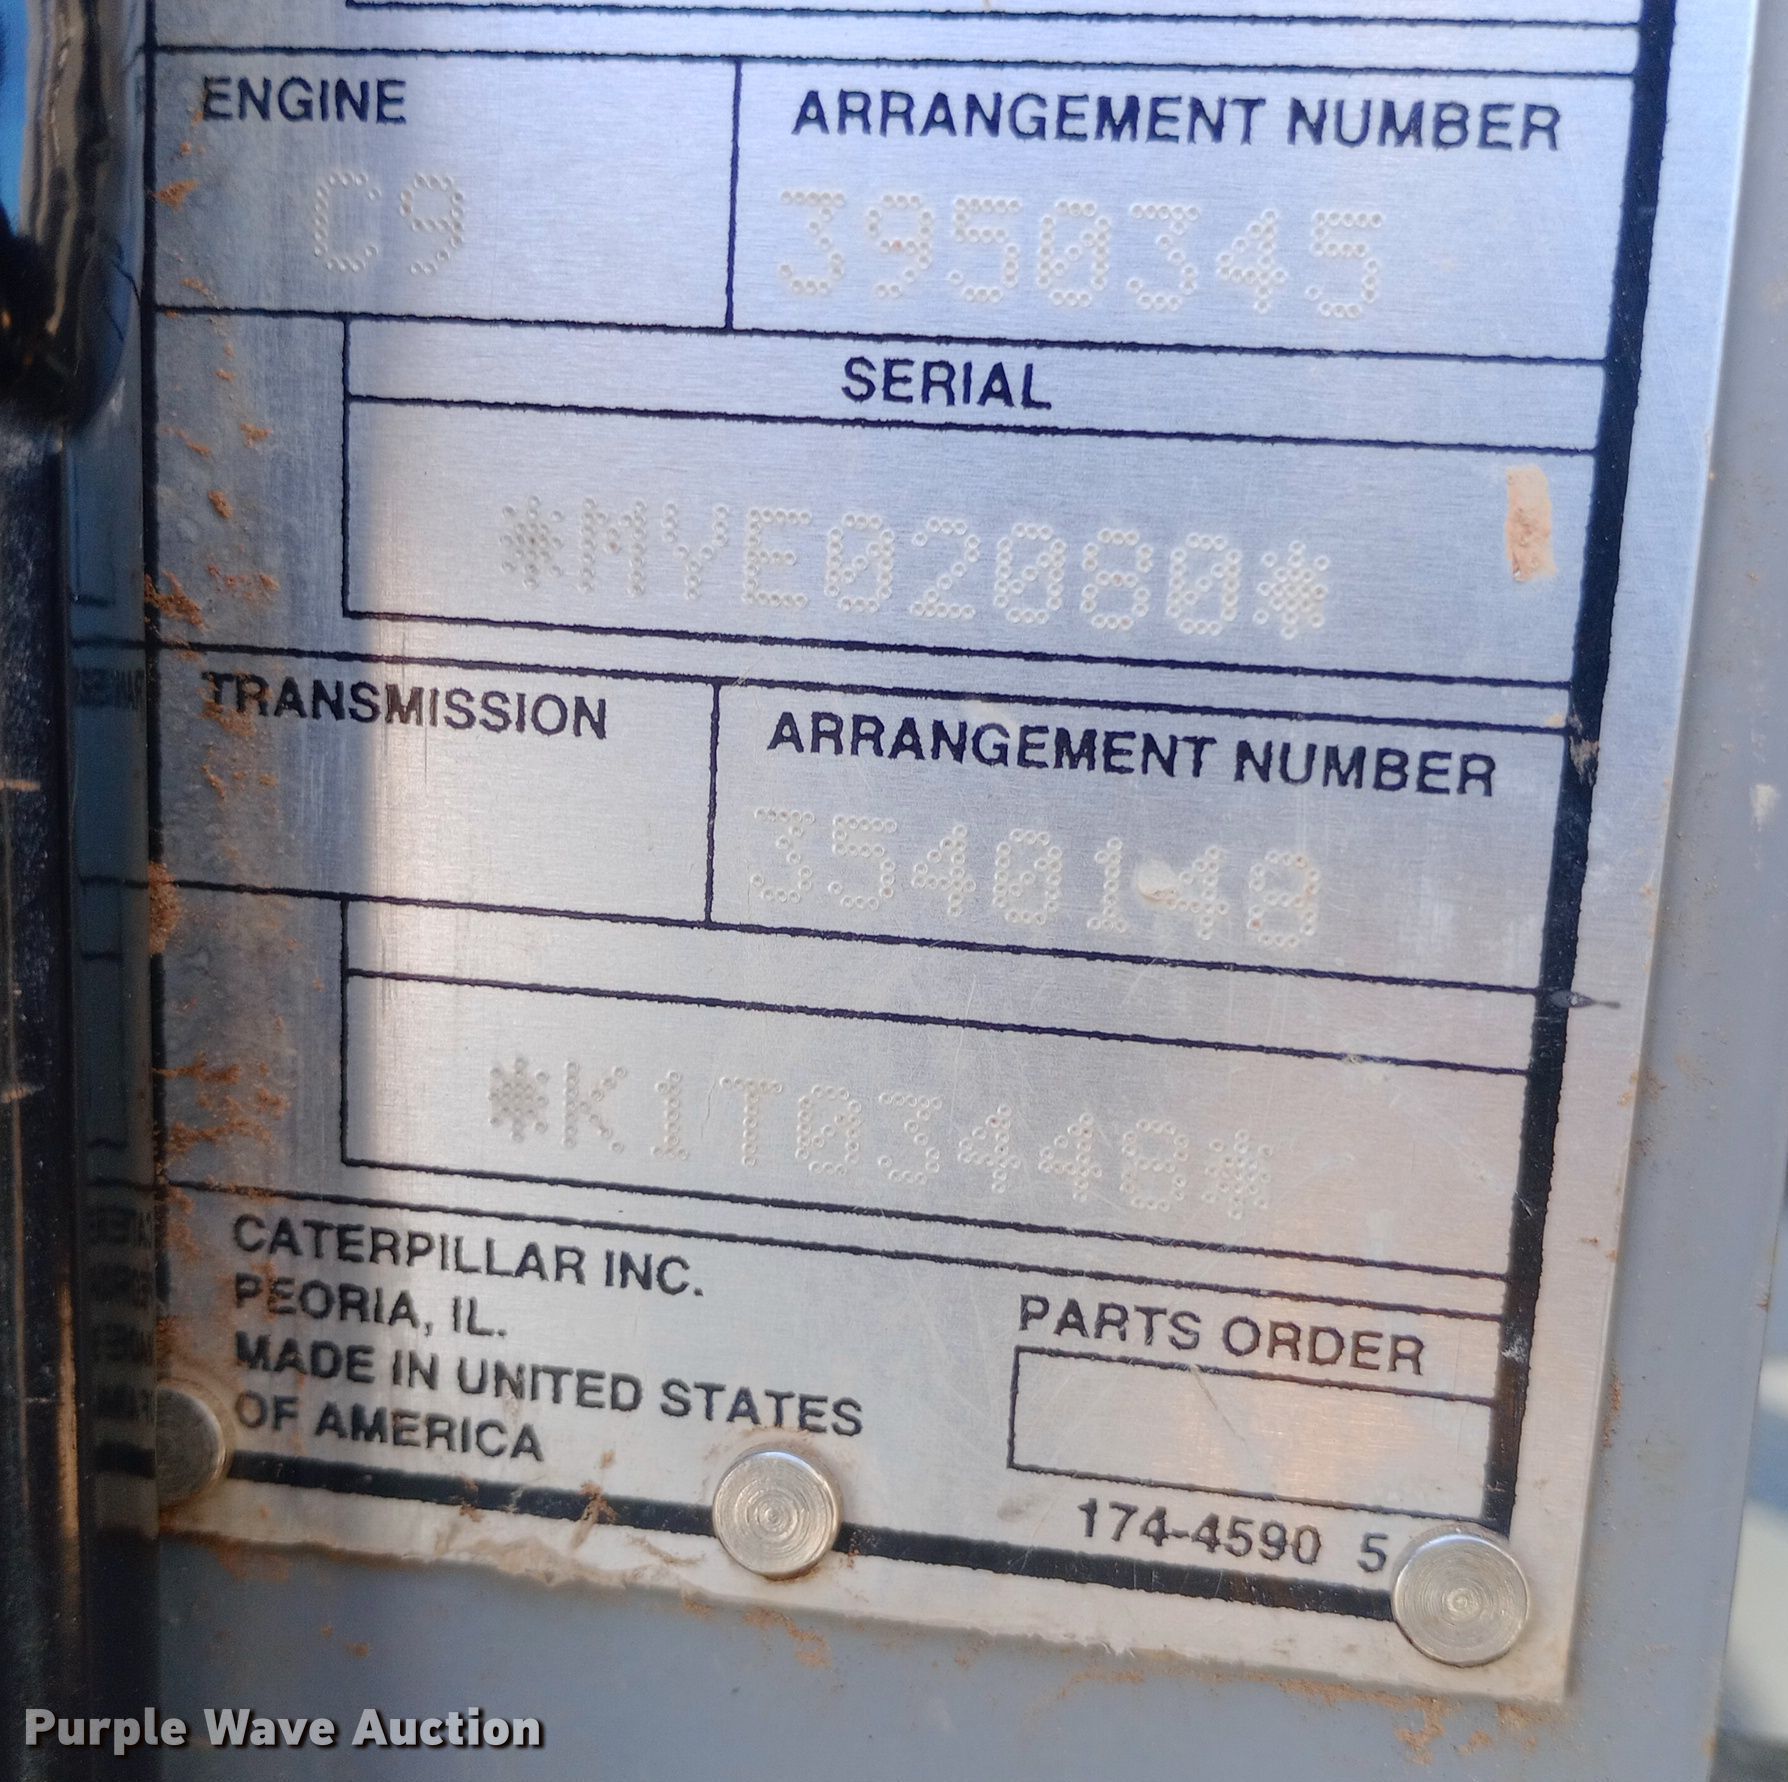 ENGINE
ARRANGEMENT NUMBER
C9
3950345
SERIAL
*MYE02080*
TRANSMISSION
ARRANGEMENT NUMBER
3540148
*K1T03448*
CATERPILLAR INC.
PEORIA, IL.
MADE IN UNITED STATES
OF AMERICA
PARTS ORDER
174-4590 5
Purple Wave Auction